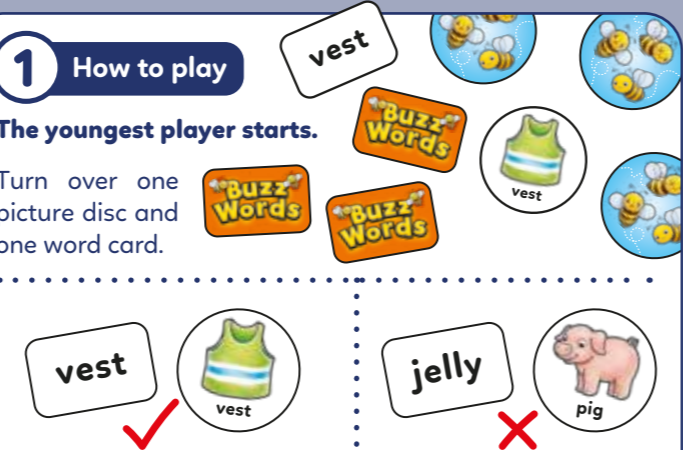 1 How to play
vest
The youngest player starts.
Buzz
Words
vest
Turn over one
picture disc and
one word card.
Buzz
Words
Buzz
Words
vest
vest
jelly
pig